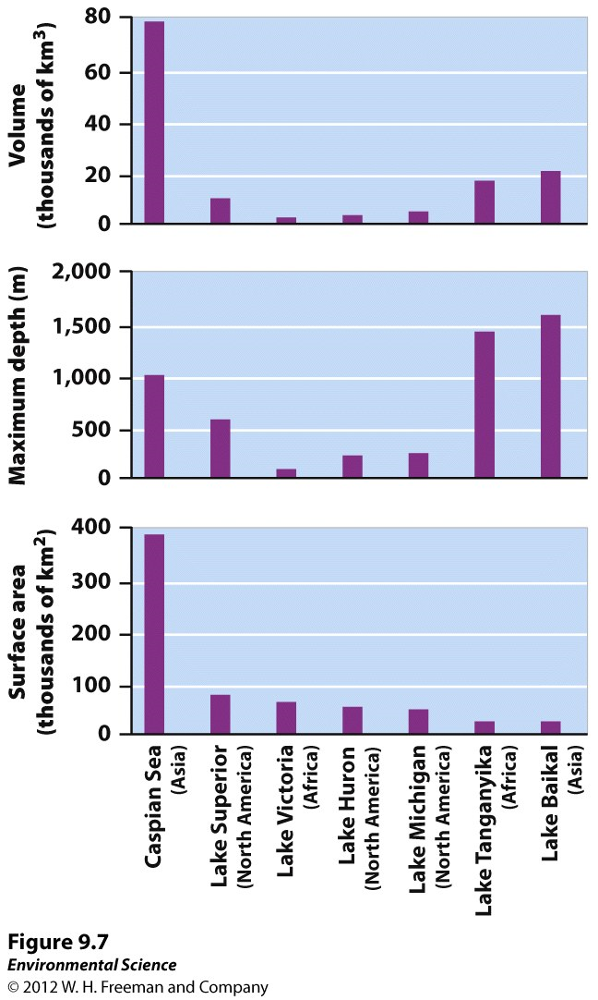 Volume
(thousands of km³)
80
60
40
20
0
Maximum depth (m)
2,000
1,500
1,000
500
0
Surface area
(thousands of km²)
400
300
200
100
0
Caspian Sea
(Asia)
Lake Superior
(North America)
Lake Victoria
(Africa)
Lake Huron
(North America)
Lake Michigan
(North America)
Lake Tanganyika
(Africa)
Lake Baikal
(Asia)
Figure 9.7
Environmental Science
© 2012 W. H. Freeman and Company